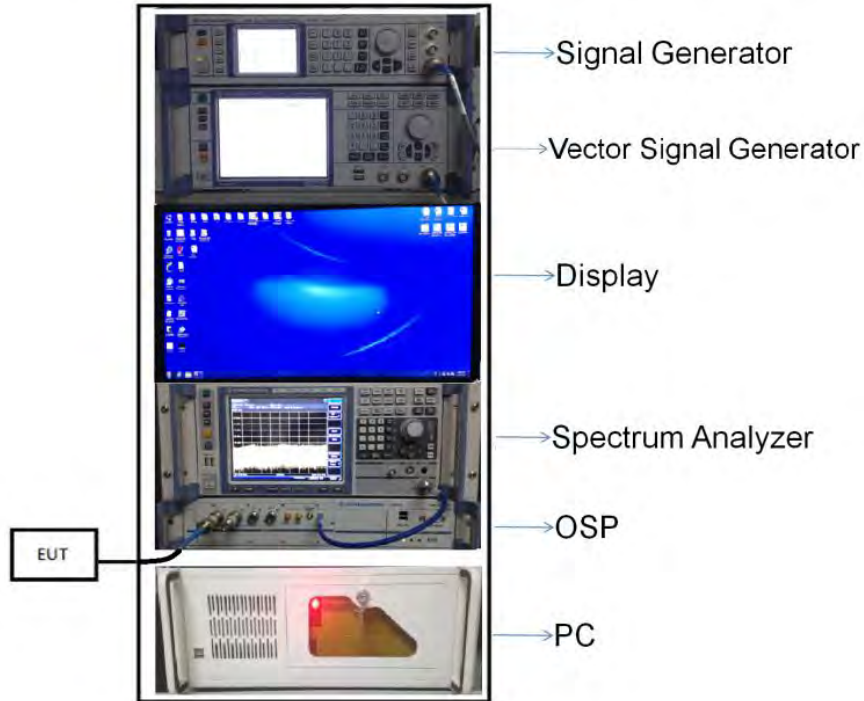 Signal Generator
Vector Signal Generator
Display
Spectrum Analyzer
OSP
EUT
PC